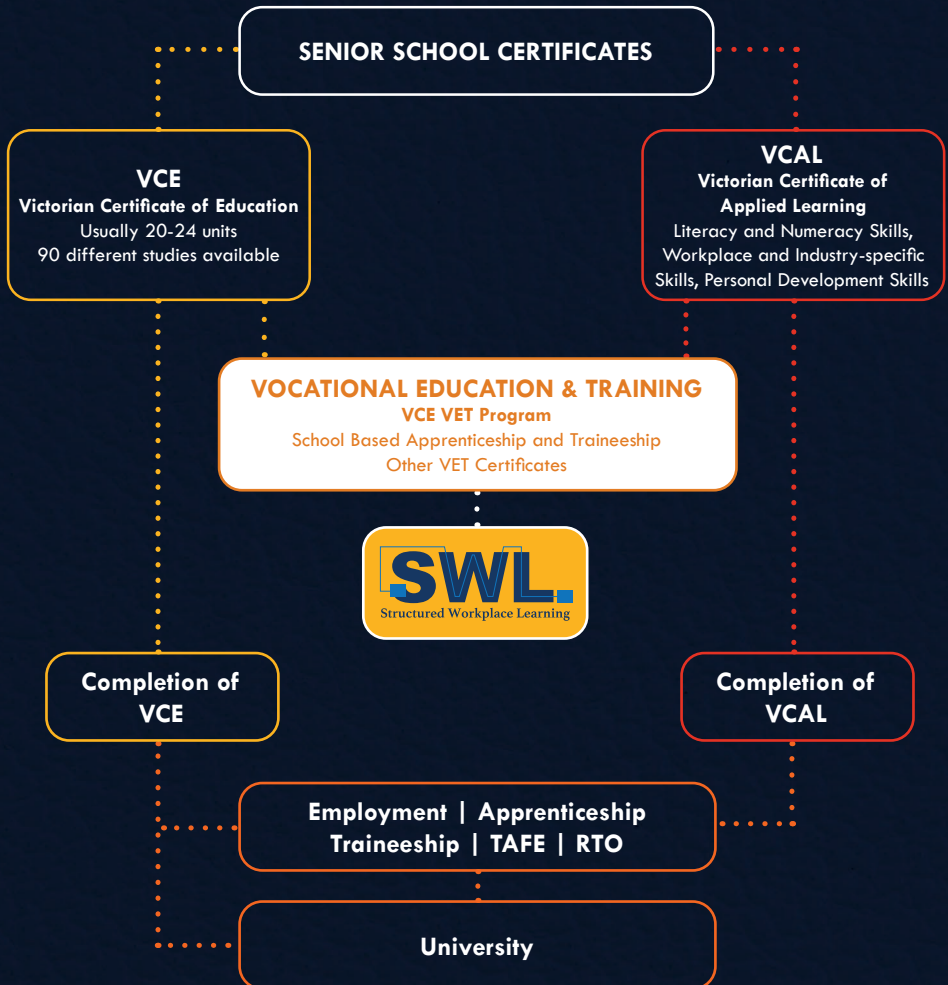 SENIOR SCHOOL CERTIFICATES
VCE
Victorian Certificate of Education
Usually 20-24 units
90 different studies available
VCAL
Victorian Certificate of
Applied Learning
Literacy and Numeracy Skills,
Workplace and Industry-specific
Skills, Personal Development Skills
VOCATIONAL EDUCATION & TRAINING
VCE VET Program
School Based Apprenticeship and Traineeship
Other VET Certificates
SWL
Structured Workplace Learning
Completion of
VCE
Completion of
VCAL
Employment | Apprenticeship
Traineeship | TAFE | RTO
University